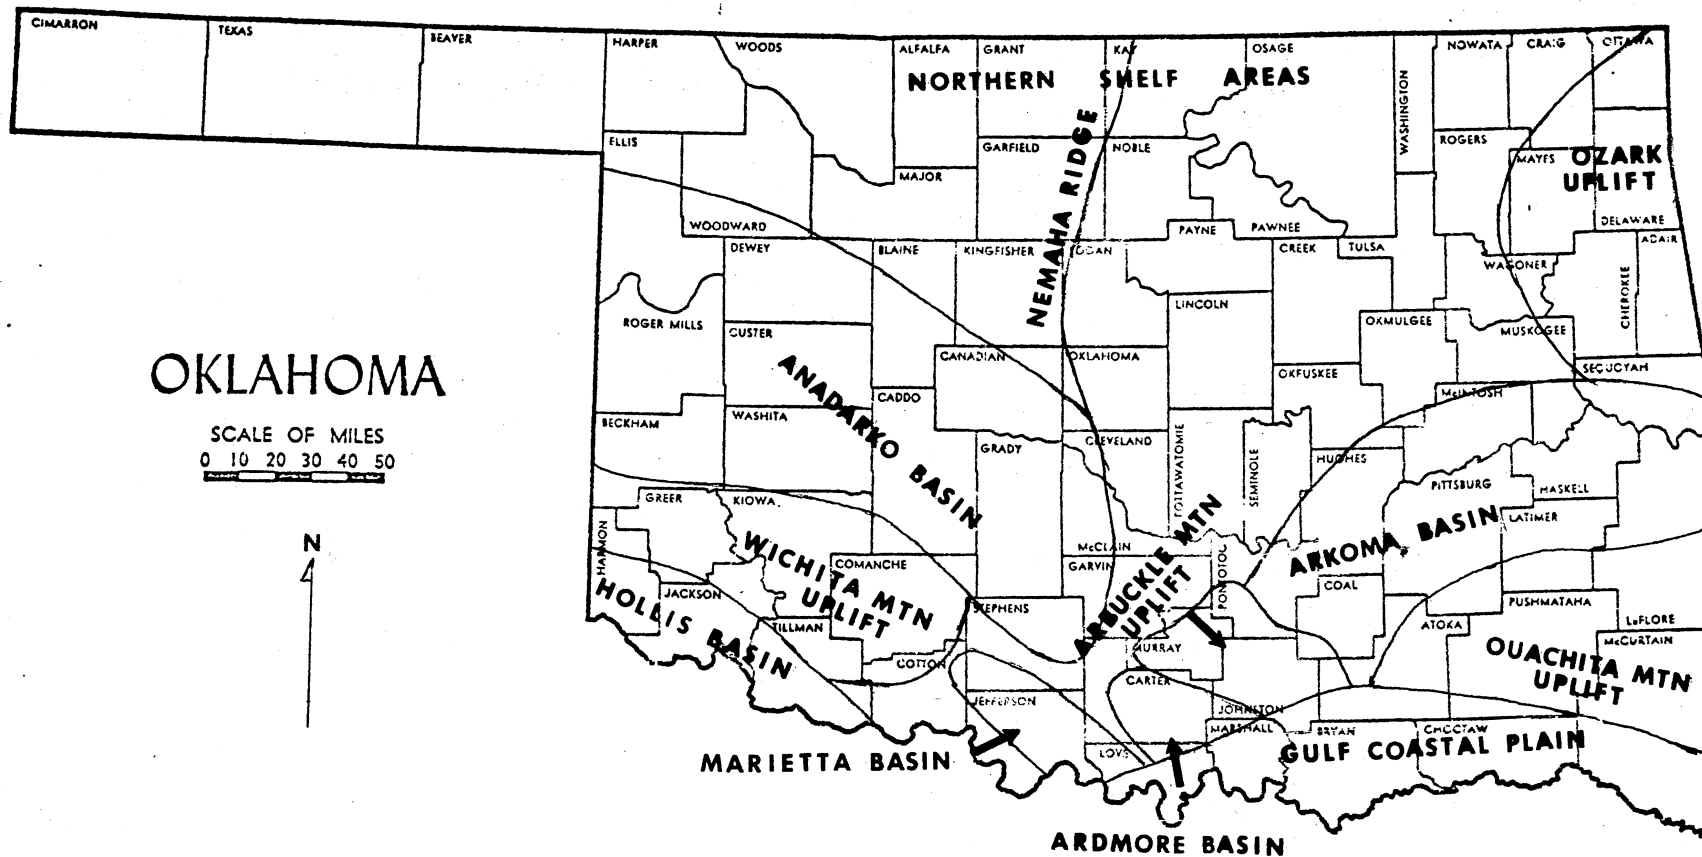 CIMARRON
TEXAS
BEAVER
HARPER
WOODS
ALFALFA
GRANT
KAY
OSAGE
WASHINGTON
NOWATA
CRAIG
OTTAWA
NORTHERN SHELF AREAS
ELLIS
WOODWARD
MAJOR
GARFIELD
NOBLE
NEMAHA RIDGE
PAYNE
PAWNEE
ROGERS
MAYES
OZARK
UPLIFT
DELAWARE
ADAIR
DEWEY
BLAINE
KINGFISHER
LOGAN
CREEK
TULSA
WAGONER
CHEROKEE
ROGER MILLS
CUSTER
LINCOLN
OKMULGEE
MUSKOGEE
OKLAHOMA
SCALE OF MILES
0 10 20 30 40 50
N
CANADIAN
OKLAHOMA
OKFUSKEE
SEQUOYAH
McINTOSH
ANADARKO BASIN
BECKHAM
WASHITA
CADDO
GRADY
CLEVELAND
POTTAWATOMIE
SEMINOLE
HUGHES
PITTSBURG
HASKELL
LATIMER
GREER
KIOWA
HARMON
JACKSON
WICHITA MTN
UPLIFT
COMANCHE
McCLAIN
GARVIN
ARBUCKLE MTN
UPLIFT
PONTOTOC
ARKOMA BASIN
COAL
HOLLIS BASIN
TILLMAN
COTTON
STEPHENS
MURRAY
CARTER
JEFFERSON
JOHNSTON
MARSHALL
LOVE
ATOKA
PUSHMATAHA
LeFLORE
McCURTAIN
OUACHITA MTN
UPLIFT
BRYAN
CHOCTAW
GULF COASTAL PLAIN
MARIETTA BASIN
ARDMORE BASIN